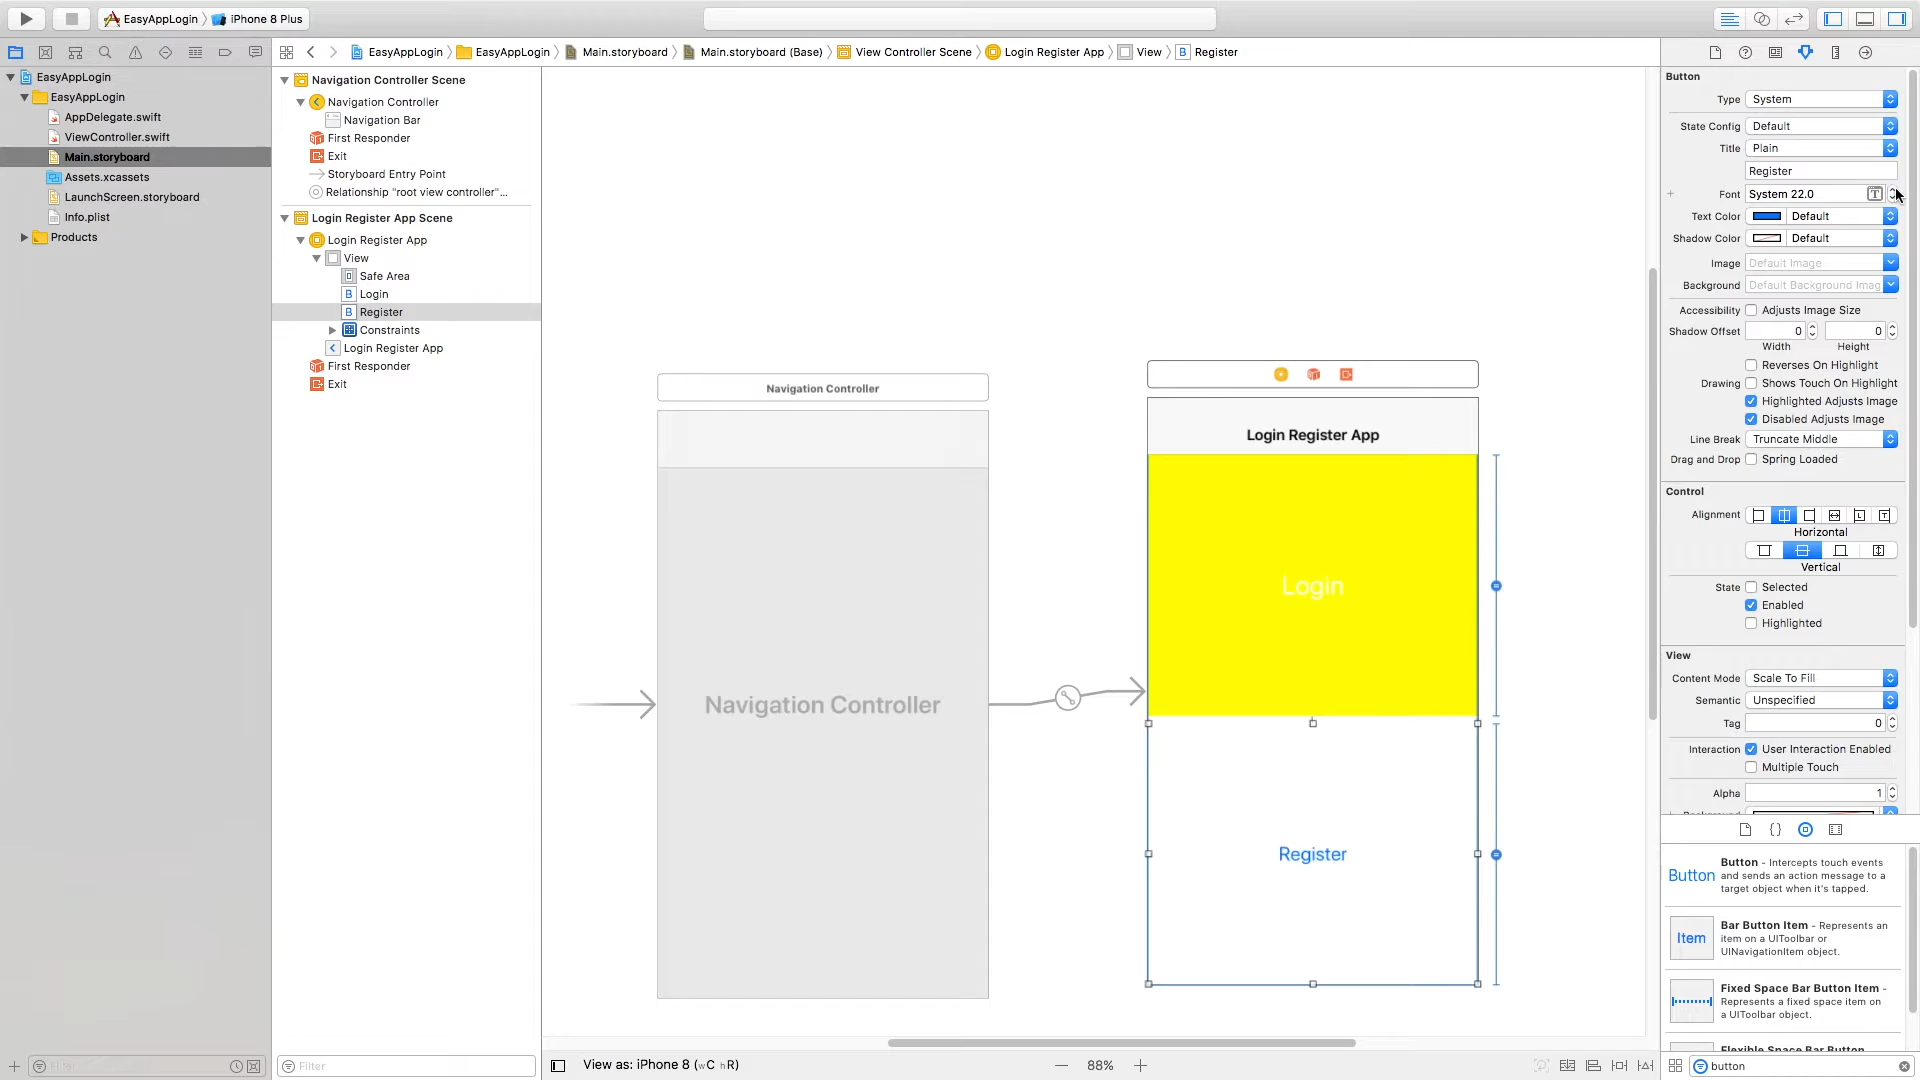 EasyAppLogin
iPhone 8 Plus
EasyAppLogin
EasyAppLogin
Main.storyboard
Main.storyboard (Base)
View Controller Scene
Login Register App
View
B
Register
EasyAppLogin
EasyAppLogin
AppDelegate.swift
ViewController.swift
Main.storyboard
Assets.xcassets
LaunchScreen.storyboard
Info.plist
Products
Filter
Navigation Controller Scene
Navigation Controller
Navigation Bar
First Responder
Exit
Storyboard Entry Point
Relationship "root view controller"...
Login Register App Scene
Login Register App
View
Safe Area
B Login
B Register
Constraints
Login Register App
First Responder
Exit
Filter
Navigation Controller
Navigation Controller
Login Register App
Login
Register
View as: iPhone 8 (wC hR)
88%
Button
Type System
State Config Default
Title Plain
Register
Font System 22.0 T
Text Color Default
Shadow Color Default
Image Default Image
Background Default Background Imag
Accessibility Adjusts Image Size
Shadow Offset 0 0
Width Height
Reverses On Highlight
Drawing Shows Touch On Highlight
Highlighted Adjusts Image
Disabled Adjusts Image
Line Break Truncate Middle
Drag and Drop Spring Loaded
Control
Alignment
Horizontal
Vertical
State Selected
Enabled
Highlighted
View
Content Mode Scale To Fill
Semantic Unspecified
Tag 0
Interaction User Interaction Enabled
Multiple Touch
Alpha 1
Button
Button - Intercepts touch events
and sends an action message to a
target object when it's tapped.
Item
Bar Button Item - Represents an
item on a UIToolbar or
UINavigationItem object.
Fixed Space Bar Button Item -
Represents a fixed space item on
a UIToolbar object.
Flexible Space Bar Button
button